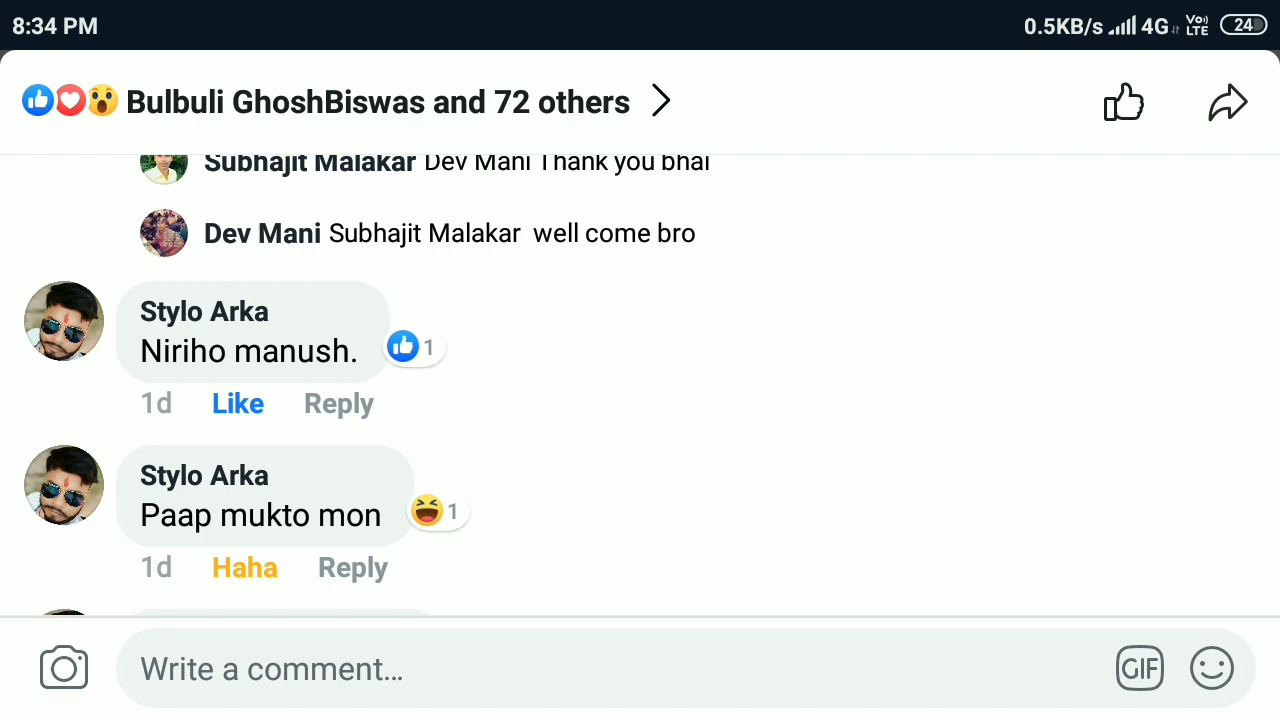 8:34 PM
0.5KB/s 4G Vo) LTE 24
Bulbuli GhoshBiswas and 72 others
Subhajit Malakar Dev Mani Thank you bhai
Dev Mani Subhajit Malakar well come bro
Stylo Arka
Niriho manush.
1
1d Like Reply
Stylo Arka
Paap mukto mon
1
1d Haha Reply
Write a comment...
GIF